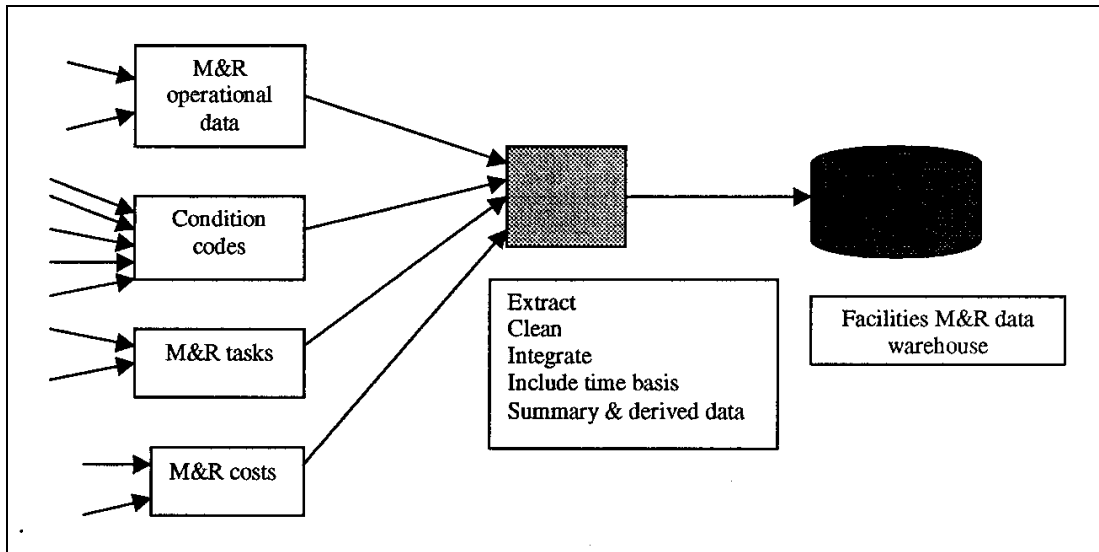 M&R
operational
data
Condition
codes
M&R tasks
M&R costs
Extract
Clean
Integrate
Include time basis
Summary & derived data
Facilities M&R data
warehouse